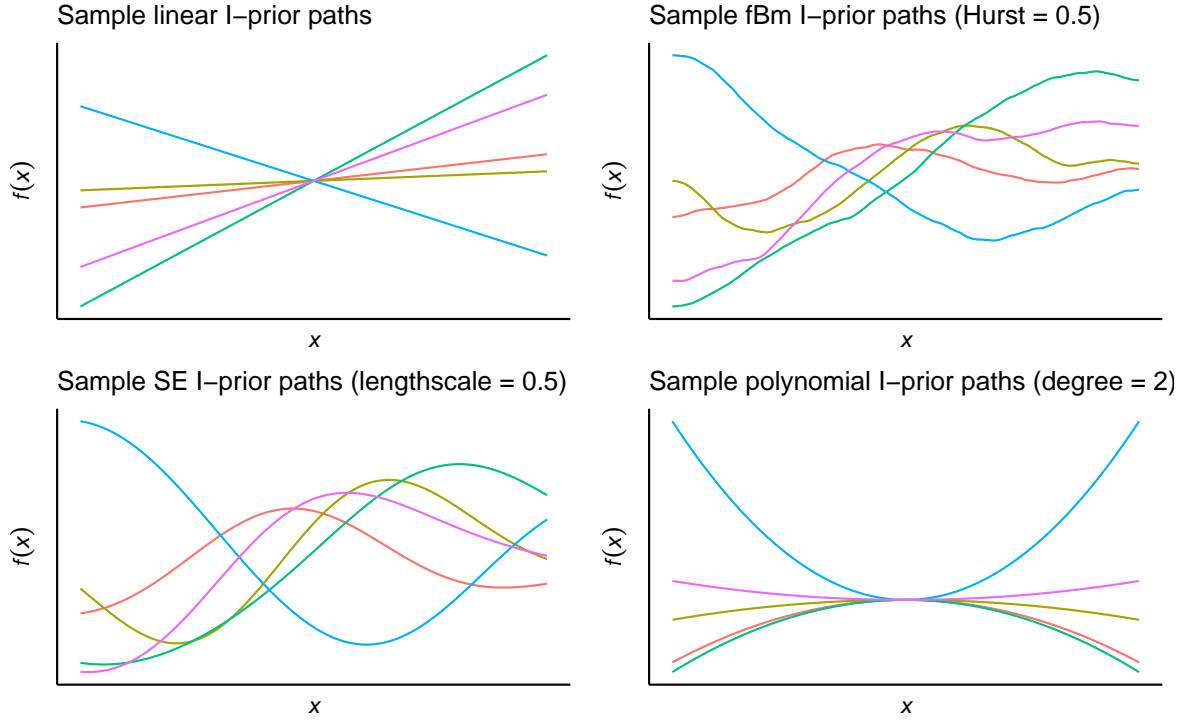 Sample linear I−prior paths
f(x)
x
Sample fBm I−prior paths (Hurst = 0.5)
f(x)
x
Sample SE I−prior paths (lengthscale = 0.5)
f(x)
x
Sample polynomial I−prior paths (degree = 2)
f(x)
x